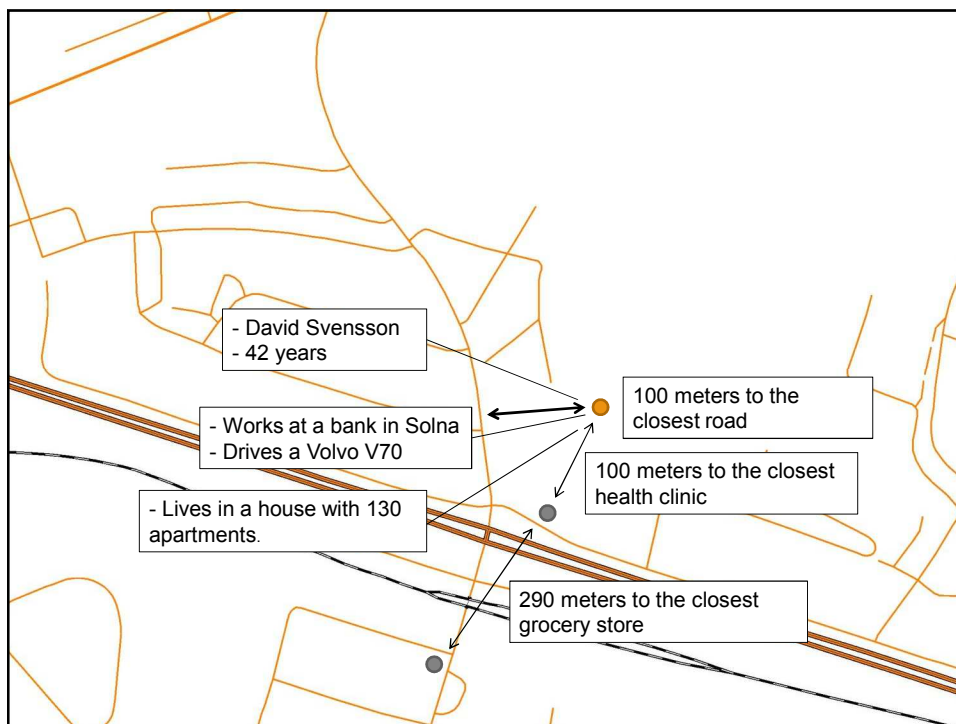 - David Svensson
- 42 years
100 meters to the
closest road
- Works at a bank in Solna
- Drives a Volvo V70
100 meters to the closest
health clinic
- Lives in a house with 130
apartments.
290 meters to the closest
grocery store